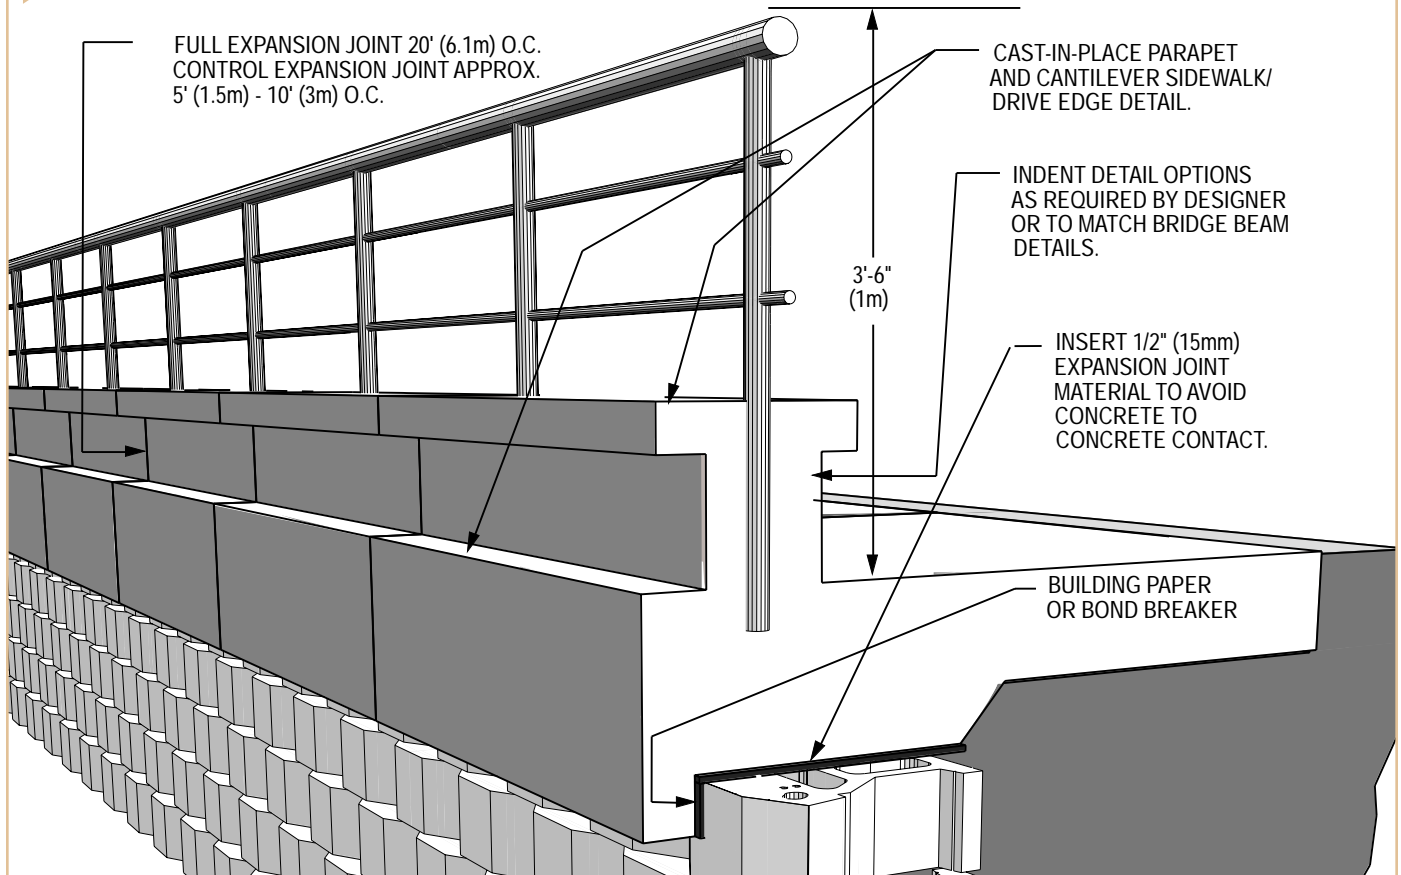 FULL EXPANSION JOINT 20' (6.1m) O.C.
CONTROL EXPANSION JOINT APPROX.
5' (1.5m) - 10' (3m) O.C.
CAST-IN-PLACE PARAPET
AND CANTILEVER SIDEWALK/
DRIVE EDGE DETAIL.
INDENT DETAIL OPTIONS
AS REQUIRED BY DESIGNER
OR TO MATCH BRIDGE BEAM
DETAILS.
3'-6"
(1m)
INSERT 1/2" (15mm)
EXPANSION JOINT
MATERIAL TO AVOID
CONCRETE TO
CONCRETE CONTACT.
BUILDING PAPER
OR BOND BREAKER